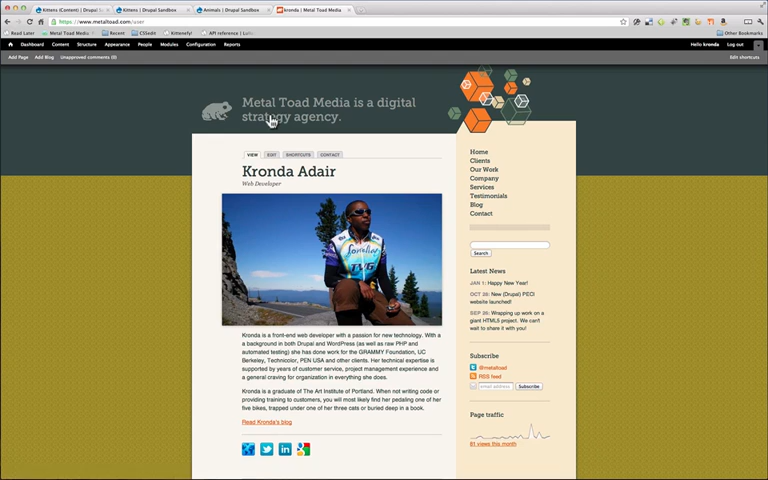 Kittens (Content) | Drupal S
Kittens | Drupal Sandbox
Animals | Drupal Sandbox
kronda | Metal Toad Media
https://www.metaltoad.com/user
Read Later
Metal Toad Media
Recent
CSSedit
Kittenefy!
API reference | Lul
Other Bookmarks
Dashboard Content Structure Appearance People Modules Configuration Reports
Hello kronda Log out
Add Page Add Blog Unapproved comments (0)
Edit shortcuts
Metal Toad Media is a digital
strategy agency.
VIEW EDIT SHORTCUTS CONTACT
Kronda Adair
Web Developer
Kronda is a front-end web developer with a passion for new technology. With a
a background in both Drupal and WordPress (as well as raw PHP and
automated testing) she has done work for the GRAMMY Foundation, UC
Berkeley, Technicolor, PEN USA and other clients. Her technical expertise is
supported by years of customer service, project management experience and
a general craving for organization in everything she does.
Kronda is a graduate of The Art Institute of Portland. When not writing code or
providing training to customers, you will most likely find her pedaling one of her
five bikes, trapped under one of her three cats or buried deep in a book.
Read Kronda's blog
Home
Clients
Our Work
Company
Services
Testimonials
Blog
Contact
Search
Latest News
JAN 1: Happy New Year!
OCT 28: New (Drupal) PECI
website launched!
SEP 26: Wrapping up work on a
giant HTML5 project. We can't
wait to share it with you!
Subscribe
@metaltoad
RSS feed
email address Subscribe
Page traffic
81 views this month